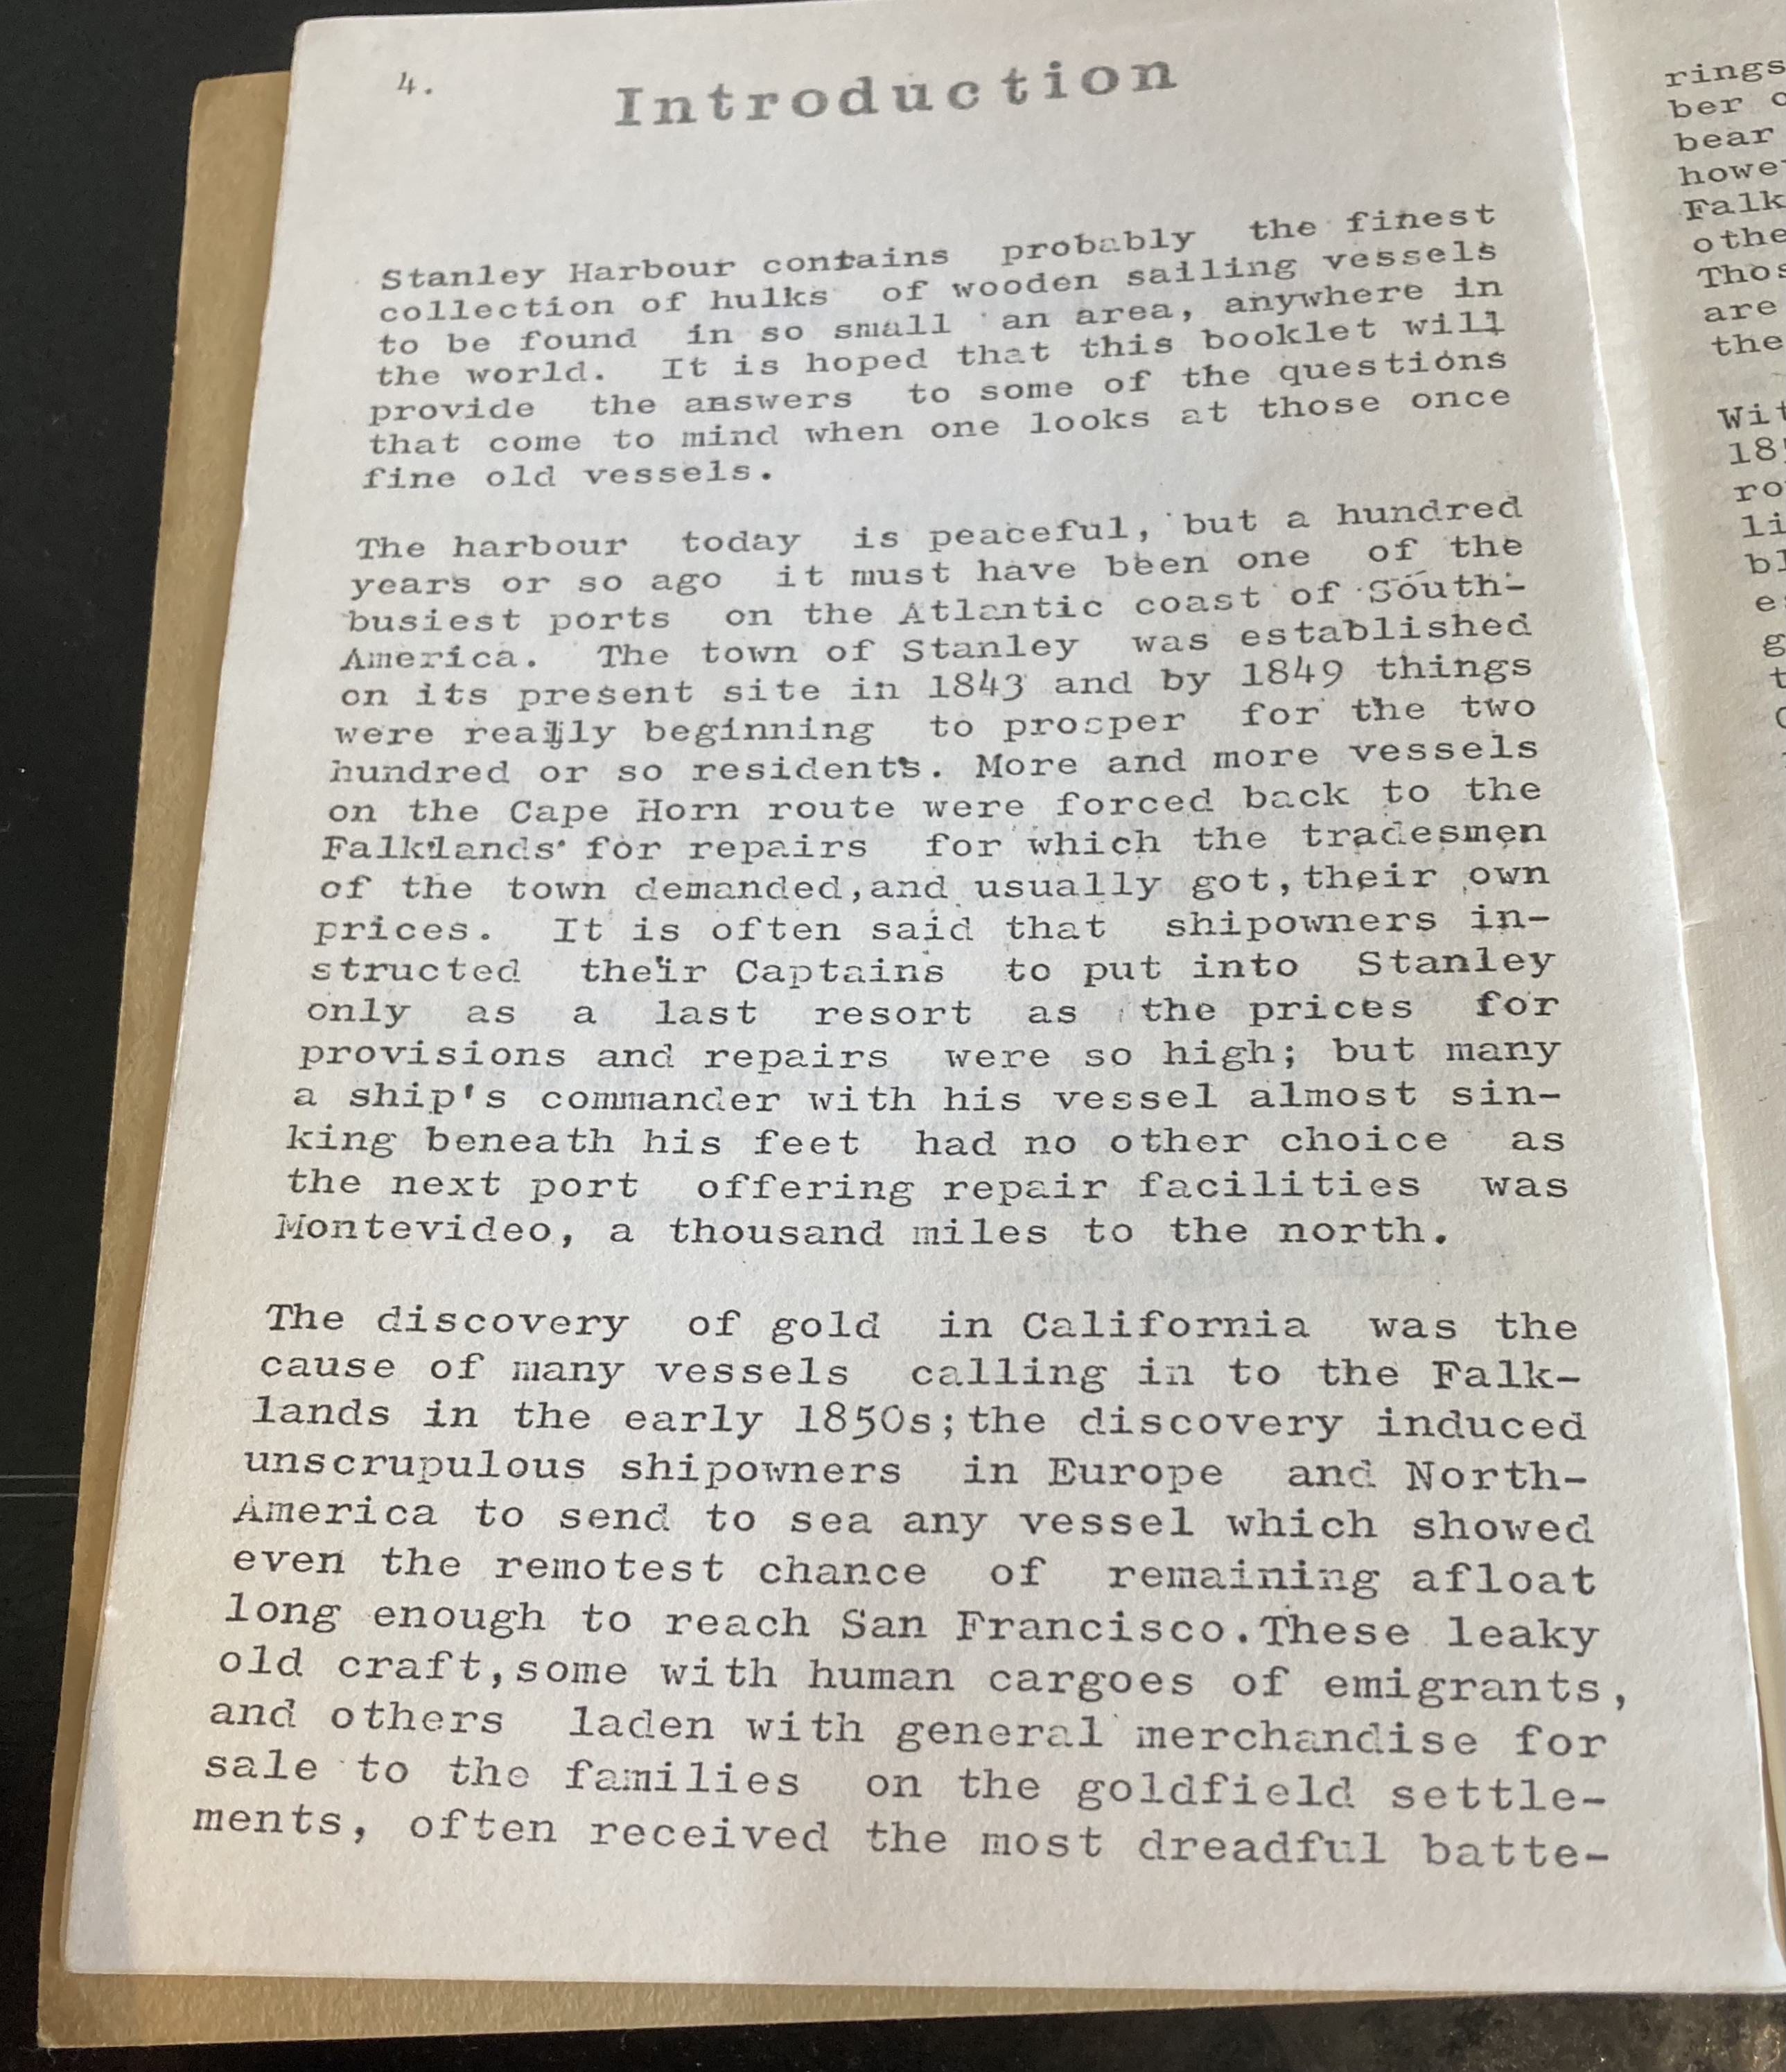 4.
Introduction
Stanley Harbour contains probably the finest
collection of hulks of wooden sailing vessels
to be found in so small an area, anywhere in
the world. It is hoped that this booklet will
provide the answers to some of the questions
that come to mind when one looks at those once
fine old vessels.
The harbour today is peaceful, but a hundred
years or so ago it must have been one of the
busiest ports on the Atlantic coast of South-
America. The town of Stanley was established
on its present site in 1843 and by 1849 things
were really beginning to prosper for the two
hundred or so residents. More and more vessels
on the Cape Horn route were forced back to the
Falklands for repairs for which the tradesmen
of the town demanded,and usually got,their own
prices. It is often said that shipowners in-
structed their Captains to put into Stanley
only as a last resort as the prices for
provisions and repairs were so high; but many
a ship's commander with his vessel almost sin-
king beneath his feet had no other choice as
the next port offering repair facilities was
Montevideo, a thousand miles to the north.
The discovery of gold in California was the
cause of many vessels calling in to the Falk-
lands in the early 1850s;the discovery induced
unscrupulous shipowners in Europe and North-
America to send to sea any vessel which showed
even the remotest chance of remaining afloat
long enough to reach San Francisco.These leaky
old craft,some with human cargoes of emigrants,
and others laden with general merchandise for
sale to the families on the goldfield settle-
ments, often received the most dreadful batte-
rings
ber
bear
howe
Falk
othe
Thos
are
the
Wit
18
ro
li
bl